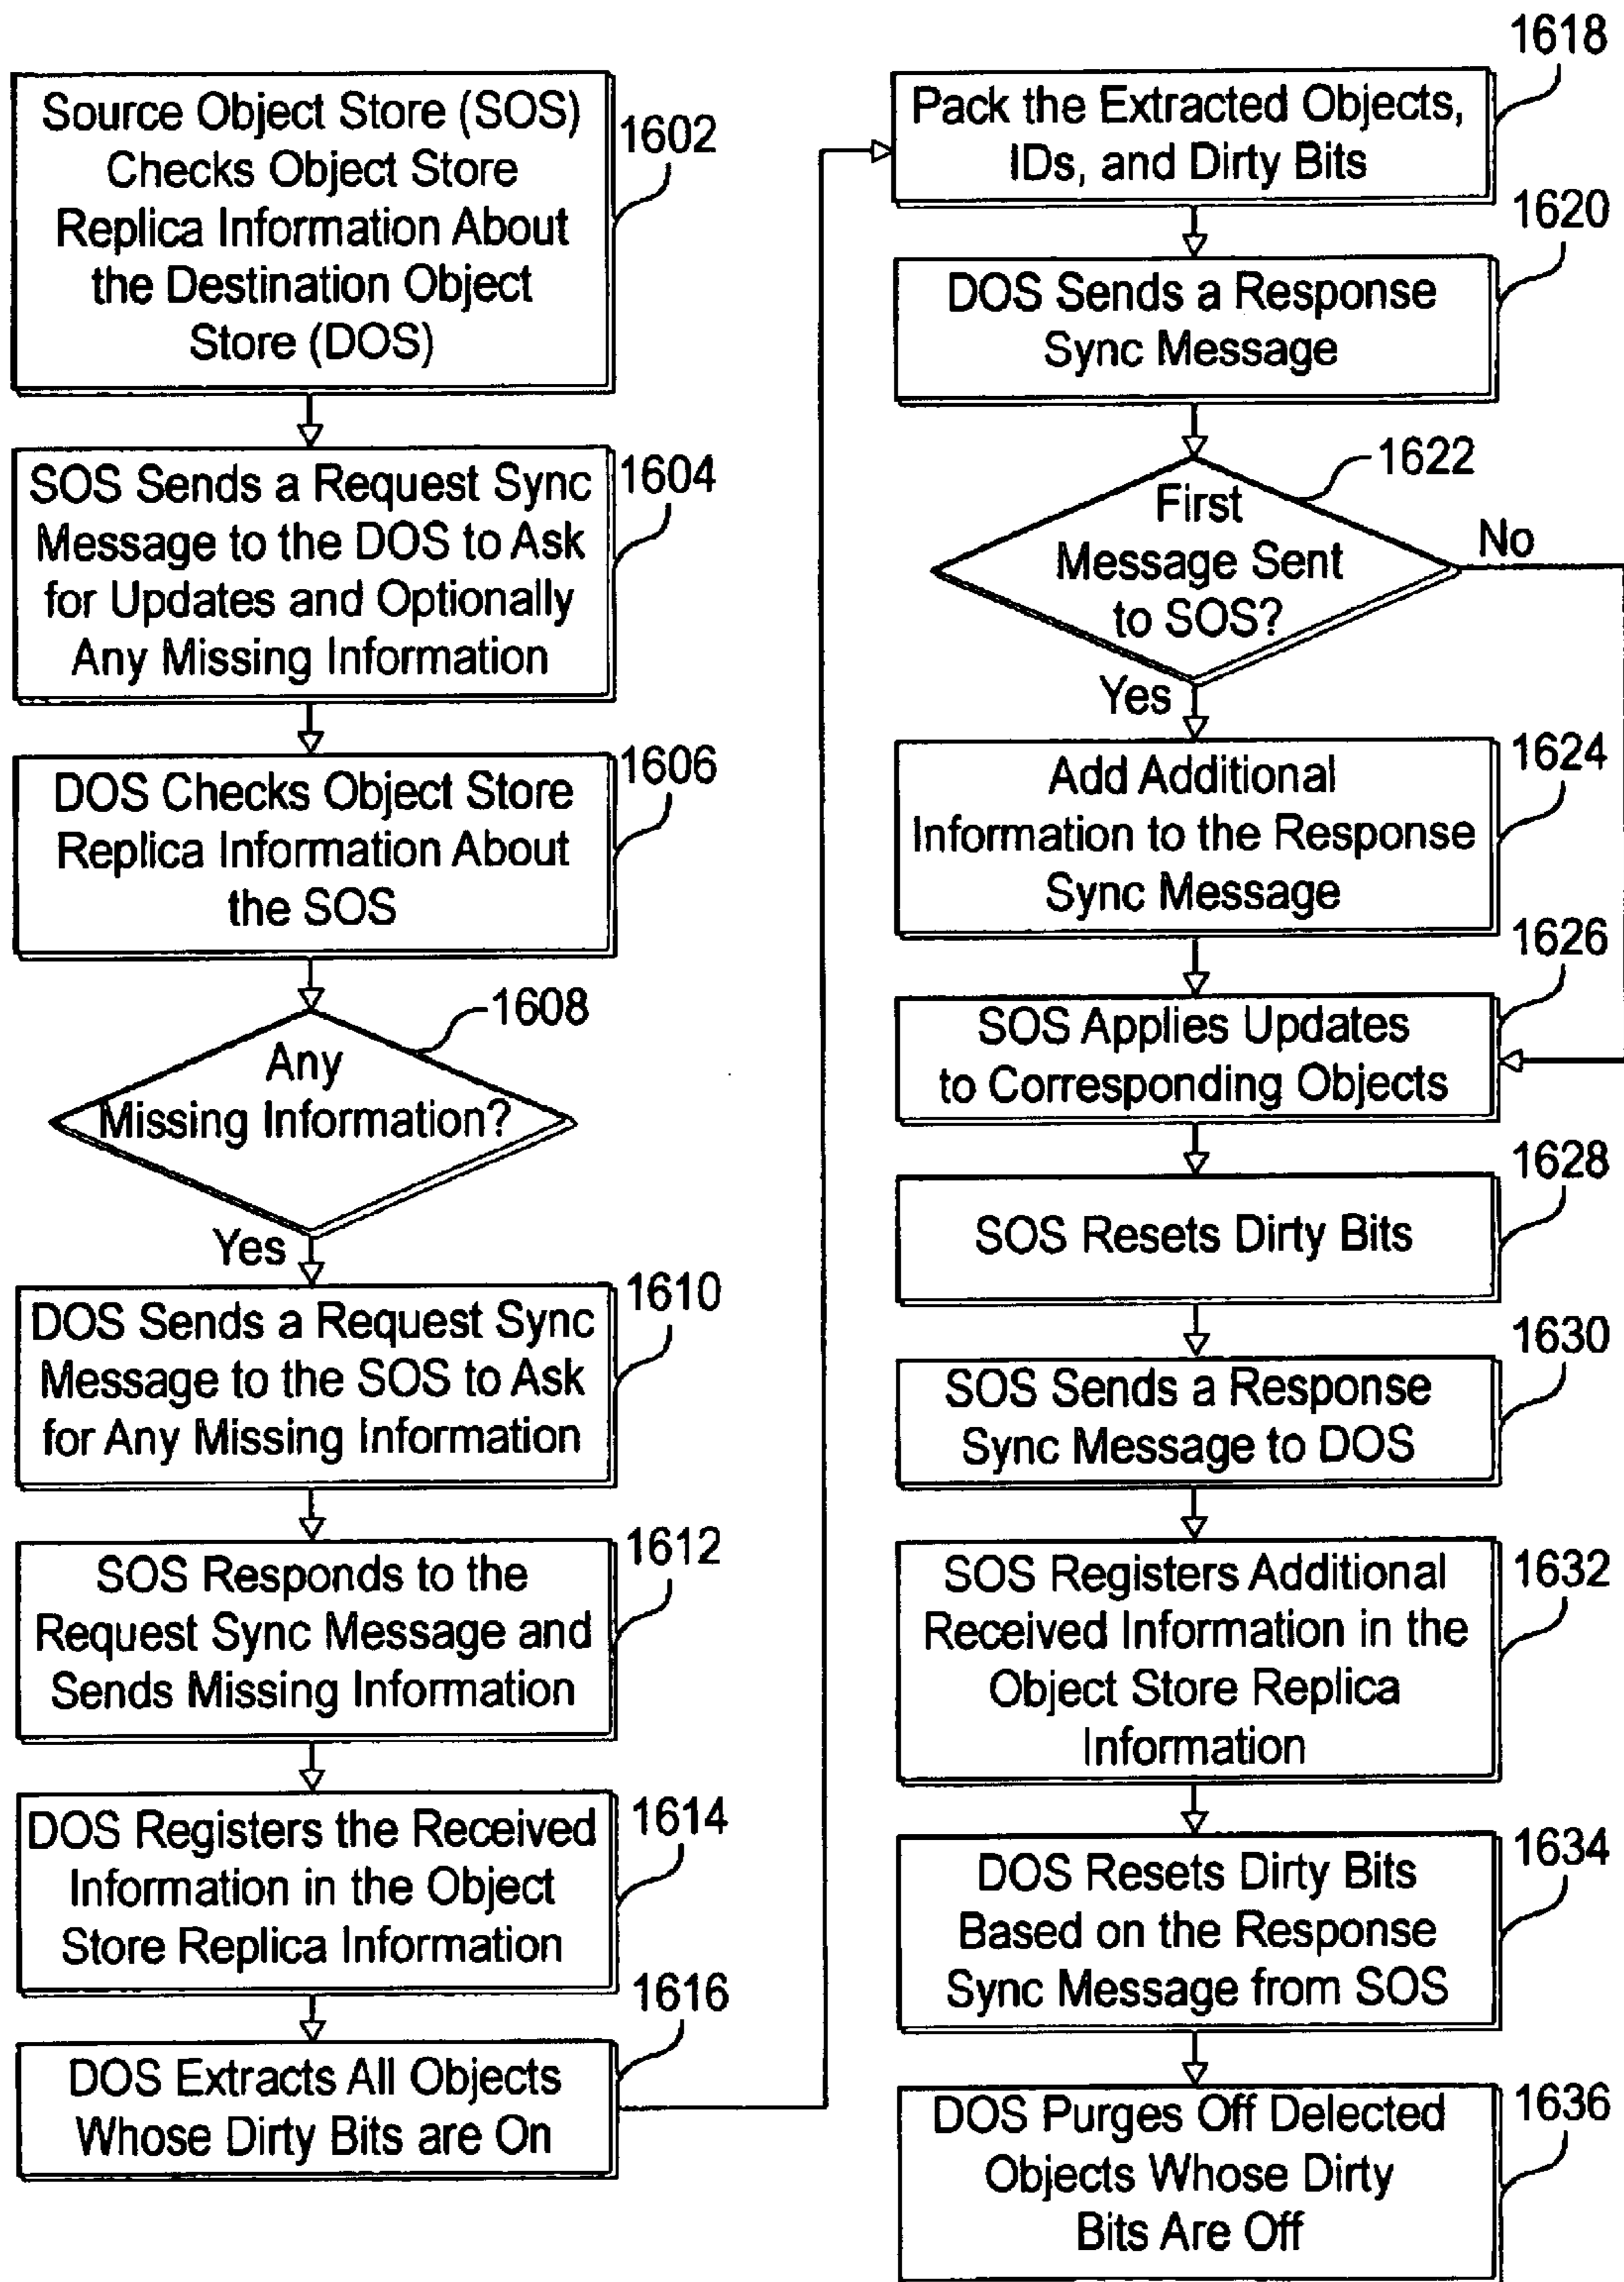 Source Object Store (SOS)
Checks Object Store
Replica Information About
the Destination Object
Store (DOS)
1602
SOS Sends a Request Sync
Message to the DOS to Ask
for Updates and Optionally
Any Missing Information
1604
DOS Checks Object Store
Replica Information About
the SOS
1606
Any
Missing Information?
1608
Yes
DOS Sends a Request Sync
Message to the SOS to Ask
for Any Missing Information
1610
SOS Responds to the
Request Sync Message and
Sends Missing Information
1612
DOS Registers the Received
Information in the Object
Store Replica Information
1614
DOS Extracts All Objects
Whose Dirty Bits are On
1616
Pack the Extracted Objects,
IDs, and Dirty Bits
1618
DOS Sends a Response
Sync Message
1620
First
Message Sent
to SOS?
1622
No
Yes
Add Additional
Information to the Response
Sync Message
1624
SOS Applies Updates
to Corresponding Objects
1626
SOS Resets Dirty Bits
1628
SOS Sends a Response
Sync Message to DOS
1630
SOS Registers Additional
Received Information in the
Object Store Replica
Information
1632
DOS Resets Dirty Bits
Based on the Response
Sync Message from SOS
1634
DOS Purges Off Delected
Objects Whose Dirty
Bits Are Off
1636